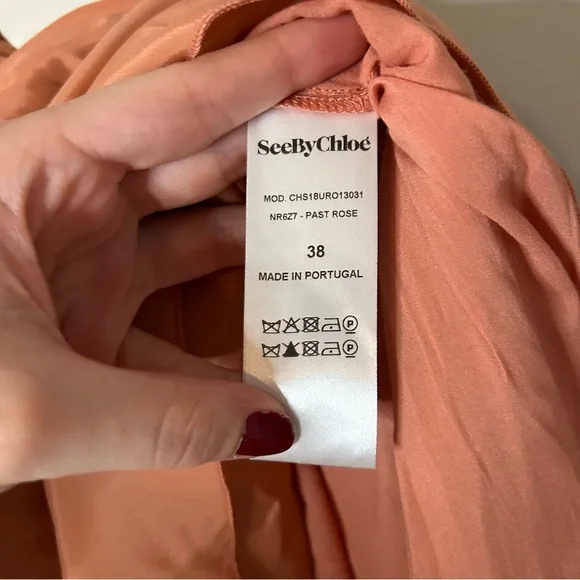 SeeByChloé
MOD. CHS18URO13031
NR6Z7 - PAST ROSE
38
MADE IN PORTUGAL
P
P